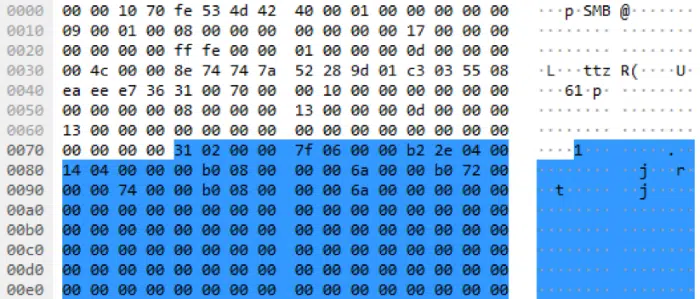 0000 00 00 10 70 fe 53 4d 42 40 00 01 00 00 00 00 00 ···p·SMB @·······
0010 09 00 01 00 08 00 00 00 00 00 00 00 17 00 00 00 ········ ········
0020 00 00 00 00 ff fe 00 00 01 00 00 00 0d 00 00 00 ········ ········
0030 00 4c 00 00 8e 74 74 7a 52 28 9d 01 c3 03 55 08 ·L···ttz R(····U·
0040 ea ee e7 36 31 00 70 00 00 10 00 00 00 00 00 00 ···61·p· ········
0050 00 00 00 00 08 00 00 00 13 00 00 00 0d 00 00 00 ········ ········
0060 13 00 00 00 00 00 00 00 00 00 00 00 00 00 00 00 ········ ········
0070 00 00 00 00 31 02 00 00 7f 06 00 00 b2 2e 04 00 ····1··· ·····.··
0080 14 04 00 00 00 b0 08 00 00 00 6a 00 00 b0 72 00 ········ ··j···r·
0090 00 00 74 00 00 b0 08 00 00 00 6a 00 00 00 00 00 ··t····· ··j·····
00a0 00 00 00 00 00 00 00 00 00 00 00 00 00 00 00 00 ········ ········
00b0 00 00 00 00 00 00 00 00 00 00 00 00 00 00 00 00 ········ ········
00c0 00 00 00 00 00 00 00 00 00 00 00 00 00 00 00 00 ········ ········
00d0 00 00 00 00 00 00 00 00 00 00 00 00 00 00 00 00 ········ ········
00e0 00 00 00 00 00 00 00 00 00 00 00 00 00 00 00 00 ········ ········